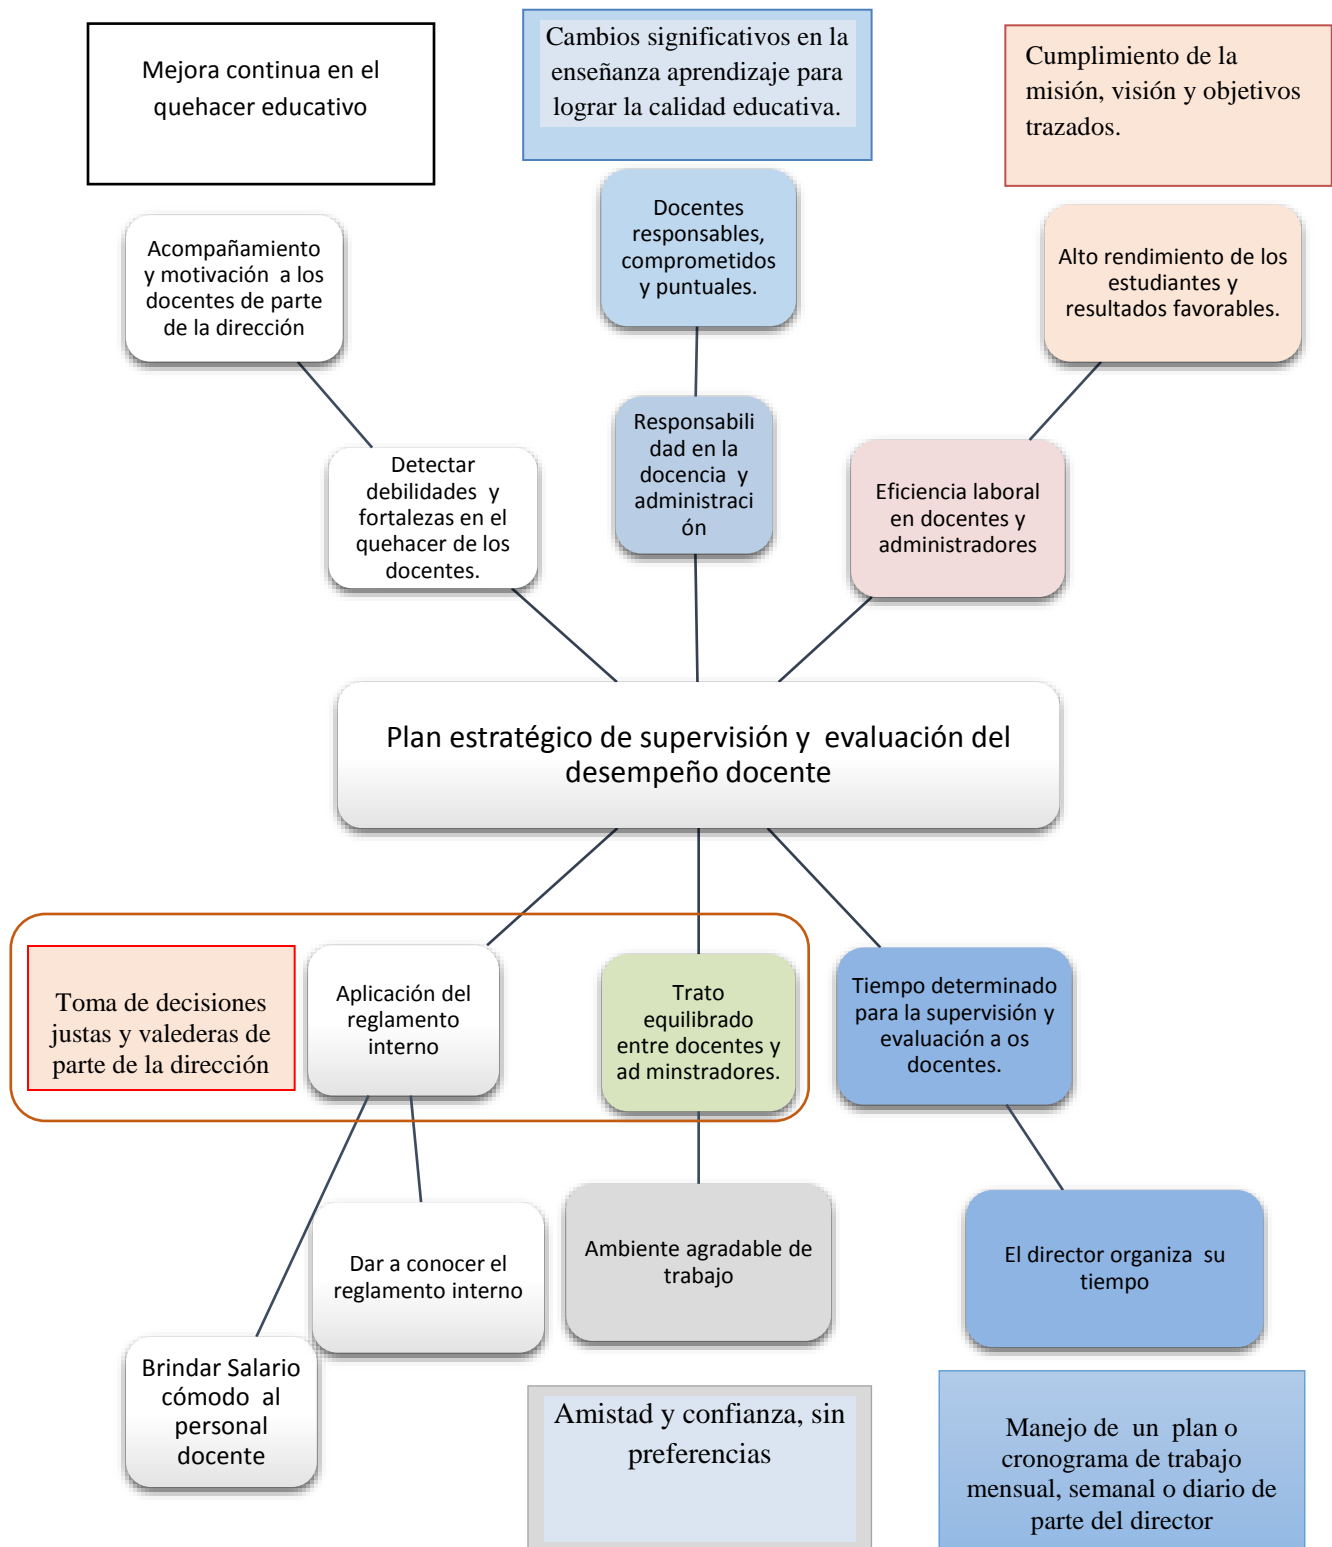 Mejora continua en el
quehacer educativo
Cambios significativos en la
enseñanza aprendizaje para
lograr la calidad educativa.
Cumplimiento de la
misión, visión y objetivos
trazados.
Acompañamiento
y motivación a los
docentes de parte
de la dirección
Docentes
responsables,
comprometidos
y puntuales.
Alto rendimiento de los
estudiantes y
resultados favorables.
Detectar
debilidades y
fortalezas en el
quehacer de los
docentes.
Responsabili
dad en la
docencia y
administraci
ón
Eficiencia laboral
en docentes y
administradores
Plan estratégico de supervisión y evaluación del
desempeño docente
Toma de decisiones
justas y valederas de
parte de la dirección
Aplicación del
reglamento
interno
Trato
equilibrado
entre docentes y
ad minstradores.
Tiempo determinado
para la supervisión y
evaluación a os
docentes.
Dar a conocer el
reglamento interno
Ambiente agradable de
trabajo
El director organiza su
tiempo
Brindar Salario
cómodo al
personal
docente
Amistad y confianza, sin
preferencias
Manejo de un plan o
cronograma de trabajo
mensual, semanal o diario de
parte del director